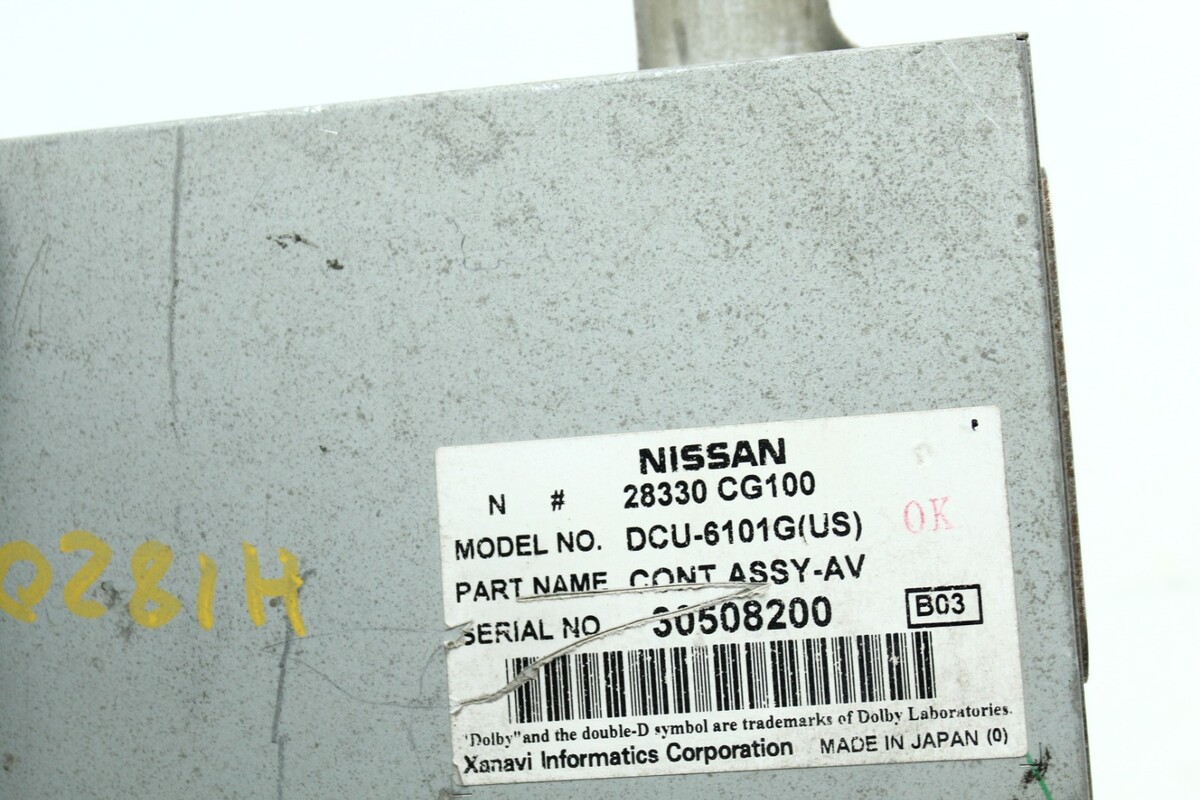 NISSAN
N # 28330 CG100
MODEL NO. DCU-6101G(US)
OK
PART NAME CONT ASSY-AV
SERIAL NO 30508200
B03
"Dolby" and the double-D symbol are trademarks of Dolby Laboratories.
Xanavi Informatics Corporation MADE IN JAPAN (0)